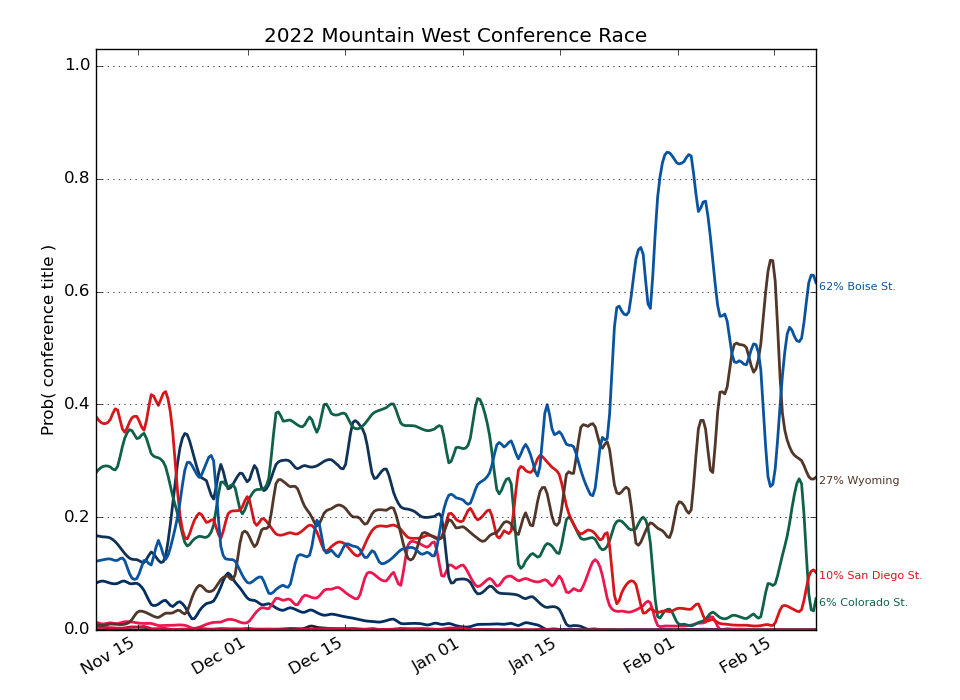 2022 Mountain West Conference Race
Prob( conference title )
1.0
0.8
0.6
0.4
0.2
0.0
62% Boise St.
27% Wyoming
10% San Diego St.
6% Colorado St.
Nov 15
Dec 01
Dec 15
Jan 01
Jan 15
Feb 01
Feb 15